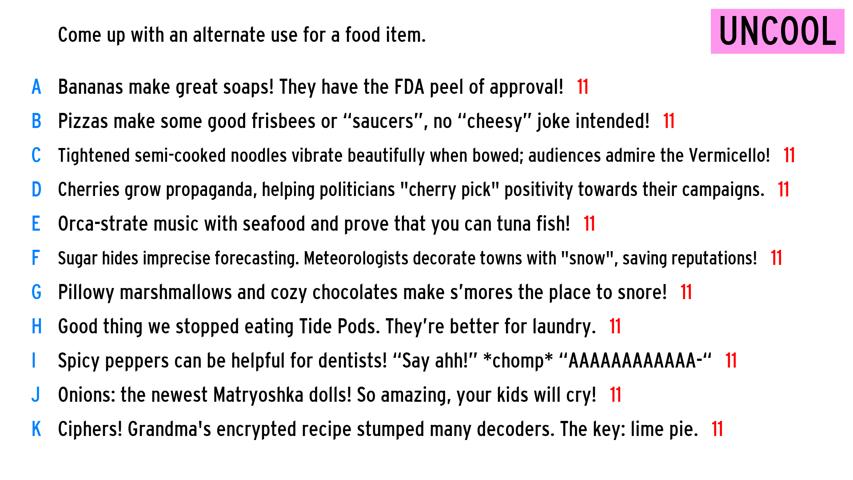 Come up with an alternate use for a food item.
UNCOOL
A Bananas make great soaps! They have the FDA peel of approval! 11
B Pizzas make some good frisbees or “saucers”, no “cheesy” joke intended! 11
C Tightened semi-cooked noodles vibrate beautifully when bowed; audiences admire the Vermicello! 11
D Cherries grow propaganda, helping politicians "cherry pick" positivity towards their campaigns. 11
E Orca-strate music with seafood and prove that you can tuna fish! 11
F Sugar hides imprecise forecasting. Meteorologists decorate towns with "snow", saving reputations! 11
G Pillowy marshmallows and cozy chocolates make s’mores the place to snore! 11
H Good thing we stopped eating Tide Pods. They’re better for laundry. 11
I Spicy peppers can be helpful for dentists! “Say ahh!” *chomp* “AAAAAAAAAAAA-“ 11
J Onions: the newest Matryoshka dolls! So amazing, your kids will cry! 11
K Ciphers! Grandma's encrypted recipe stumped many decoders. The key: lime pie. 11